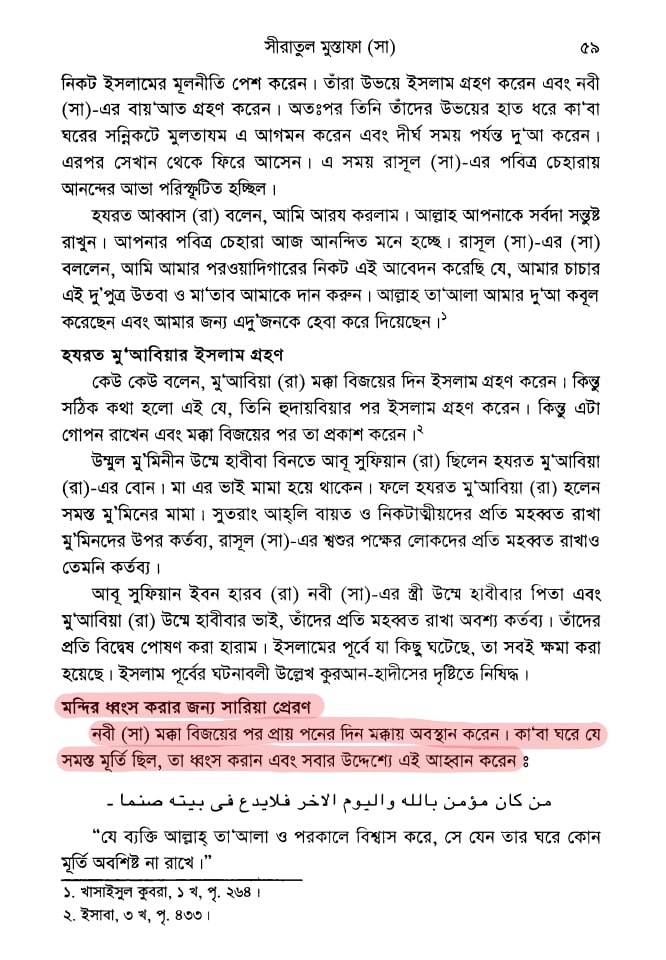 সীরাতুল মুস্তাফা (সা) ৫৯
নিকট ইসলামের মূলনীতি পেশ করেন। তাঁরা উভয়ে ইসলাম গ্রহণ করেন এবং নবী
(সা)-এর বায়'আত গ্রহণ করেন। অতঃপর তিনি তাঁদের উভয়ের হাত ধরে কা'বা
ঘরের সন্নিকটে মুলতাযম এ আগমন করেন এবং দীর্ঘ সময় পর্যন্ত দু'আ করেন।
এরপর সেখান থেকে ফিরে আসেন। এ সময় রাসূল (সা)-এর পবিত্র চেহারায়
আনন্দের আভা পরিস্ফূটিত হচ্ছিল।
হযরত আব্বাস (রা) বলেন, আমি আরয করলাম। আল্লাহ আপনাকে সর্বদা সন্তুষ্ট
রাখুন। আপনার পবিত্র চেহারা আজ আনন্দিত মনে হচ্ছে। রাসূল (সা)-এর (সা)
বললেন, আমি আমার পরওয়াদিগারের নিকট এই আবেদন করেছি যে, আমার চাচার
এই দু'পুত্র উতবা ও মা'তাব আমাকে দান করুন। আল্লাহ তা'আলা আমার দু'আ কবূল
করেছেন এবং আমার জন্য এদু'জনকে হেবা করে দিয়েছেন।১
হযরত মু'আবিয়ার ইসলাম গ্রহণ
কেউ কেউ বলেন, মু'আবিয়া (রা) মক্কা বিজয়ের দিন ইসলাম গ্রহণ করেন। কিন্তু
সঠিক কথা হলো এই যে, তিনি হুদায়বিয়ার পর ইসলাম গ্রহণ করেন। কিন্তু এটা
গোপন রাখেন এবং মক্কা বিজয়ের পর তা প্রকাশ করেন।২
উম্মুল মু'মিনীন উম্মে হাবীবা বিনতে আবূ সুফিয়ান (রা) ছিলেন হযরত মু'আবিয়া
(রা)-এর বোন। মা এর ভাই মামা হয়ে থাকেন। ফলে হযরত মু'আবিয়া (রা) হলেন
সমস্ত মু'মিনের মামা। সুতরাং আহ্‌লি বায়ত ও নিকটাত্মীয়দের প্রতি মহব্বত রাখা
মু'মিনদের উপর কর্তব্য, রাসূল (সা)-এর শ্বশুর পক্ষের লোকদের প্রতি মহব্বত রাখাও
তেমনি কর্তব্য।
আবূ সুফিয়ান ইবন হারব (রা) নবী (সা)-এর স্ত্রী উম্মে হাবীবার পিতা এবং
মু'আবিয়া (রা) উম্মে হাবীবার ভাই, তাঁদের প্রতি মহব্বত রাখা অবশ্য কর্তব্য। তাঁদের
প্রতি বিদ্বেষ পোষণ করা হারাম। ইসলামের পূর্বে যা কিছু ঘটেছে, তা সবই ক্ষমা করা
হয়েছে। ইসলাম পূর্বের ঘটনাবলী উল্লেখ কুরআন-হাদীসের দৃষ্টিতে নিষিদ্ধ।
মন্দির ধ্বংস করার জন্য সারিয়া প্রেরণ
নবী (সা) মক্কা বিজয়ের পর প্রায় পনের দিন মক্কায় অবস্থান করেন। কা'বা ঘরে যে
সমস্ত মূর্তি ছিল, তা ধ্বংস করান এবং সবার উদ্দেশ্যে এই আহ্বান করেন ঃ
من كان مؤمن بالله واليوم الاخر فلايدع فى بيته صنما ـ
“যে ব্যক্তি আল্লাহ্ তা'আলা ও পরকালে বিশ্বাস করে, সে যেন তার ঘরে কোন
মূর্তি অবশিষ্ট না রাখে।”
১. খাসাইসুল কুবরা, ১ খ, পৃ. ২৬৪।
২. ইসাবা, ৩ খ, পৃ. ৪৩৩।